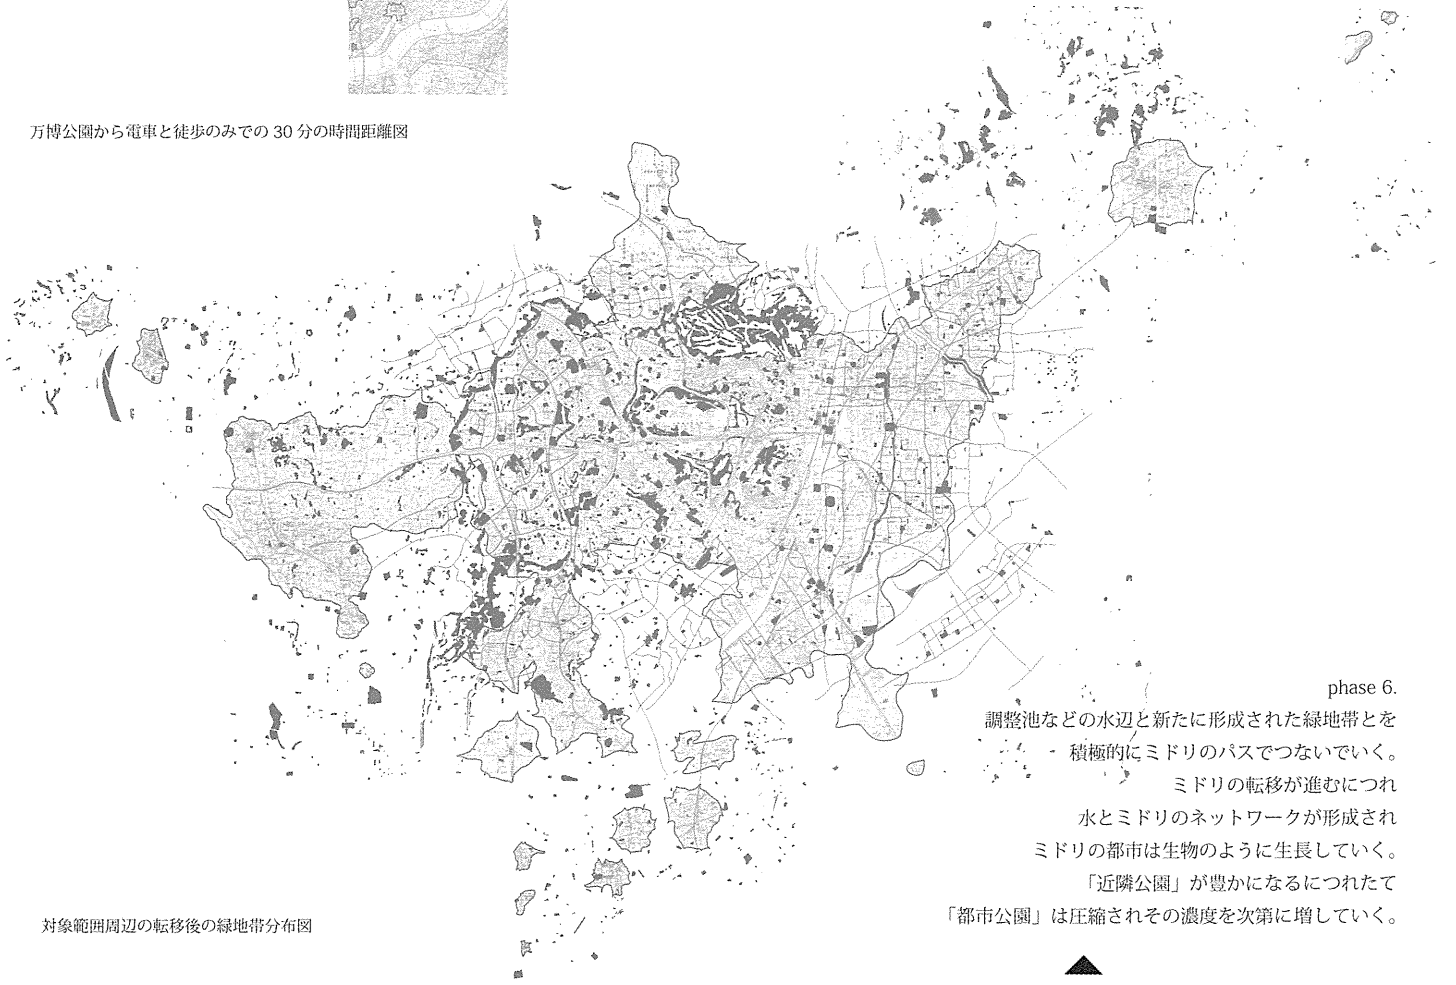 万博公園から電車と徒歩のみでの 30 分の時間距離図
phase 6.
調整池などの水辺と新たに形成された緑地帯とを
積極的にミドリのパスでつないでいく。
ミドリの転移が進むにつれ
水とミドリのネットワークが形成され
ミドリの都市は生物のように生長していく。
「近隣公園」が豊かになるにつれたて
「都市公園」は圧縮されその濃度を次第に増していく。
対象範囲周辺の転移後の緑地帯分布図